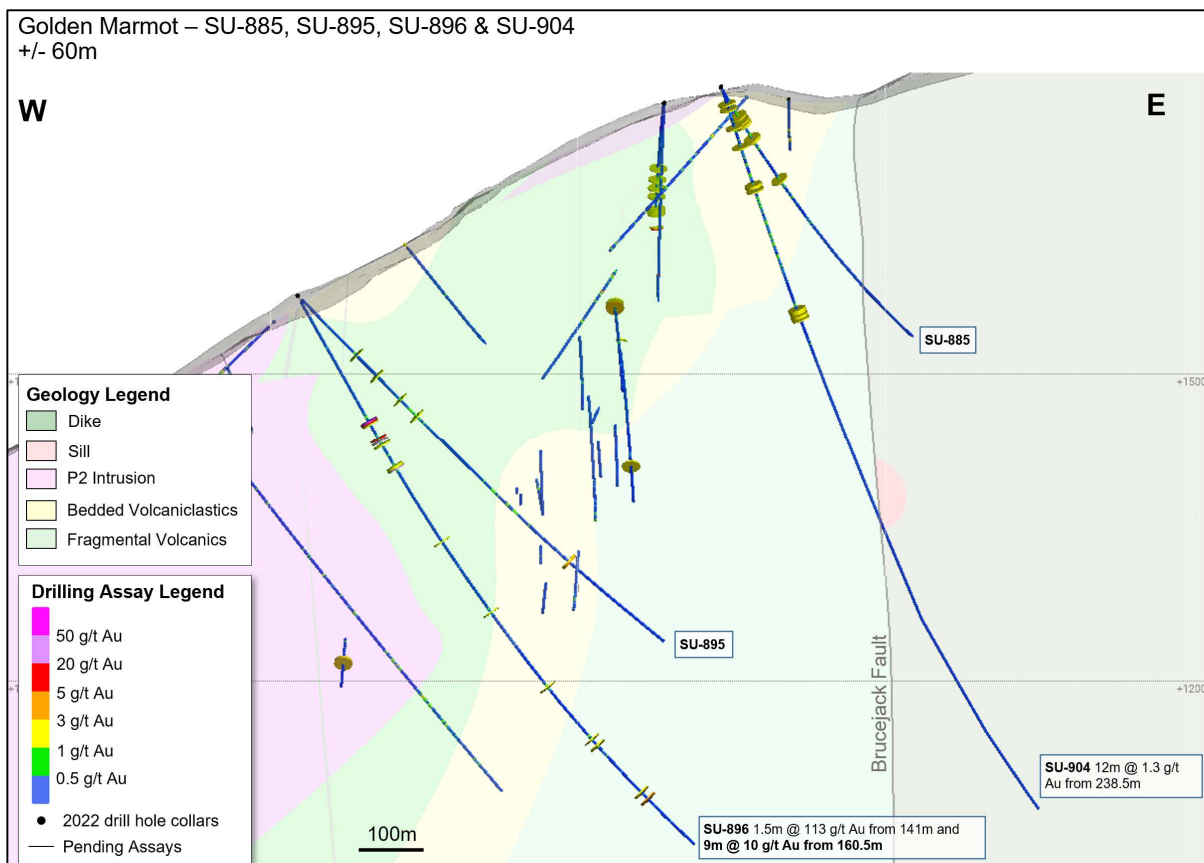 Golden Marmot – SU-885, SU-895, SU-896 & SU-904
+/- 60m
W
E
SU-885
+1500
Geology Legend
Dike
Sill
P2 Intrusion
Bedded Volcaniclastics
Fragmental Volcanics
Drilling Assay Legend
50 g/t Au
20 g/t Au
5 g/t Au
3 g/t Au
1 g/t Au
0.5 g/t Au
2022 drill hole collars
Pending Assays
100m
SU-895
Brucejack Fault
+1200
SU-904 12m @ 1.3 g/t
Au from 238.5m
SU-896 1.5m @ 113 g/t Au from 141m and
9m @ 10 g/t Au from 160.5m